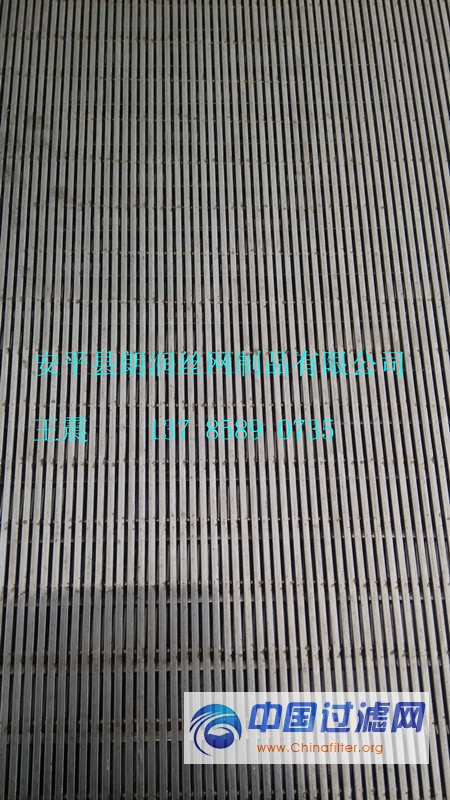 安平县朗润丝网制品有限公司
王震 137 8589 0735
中国过滤网
www.Chinafilter.org